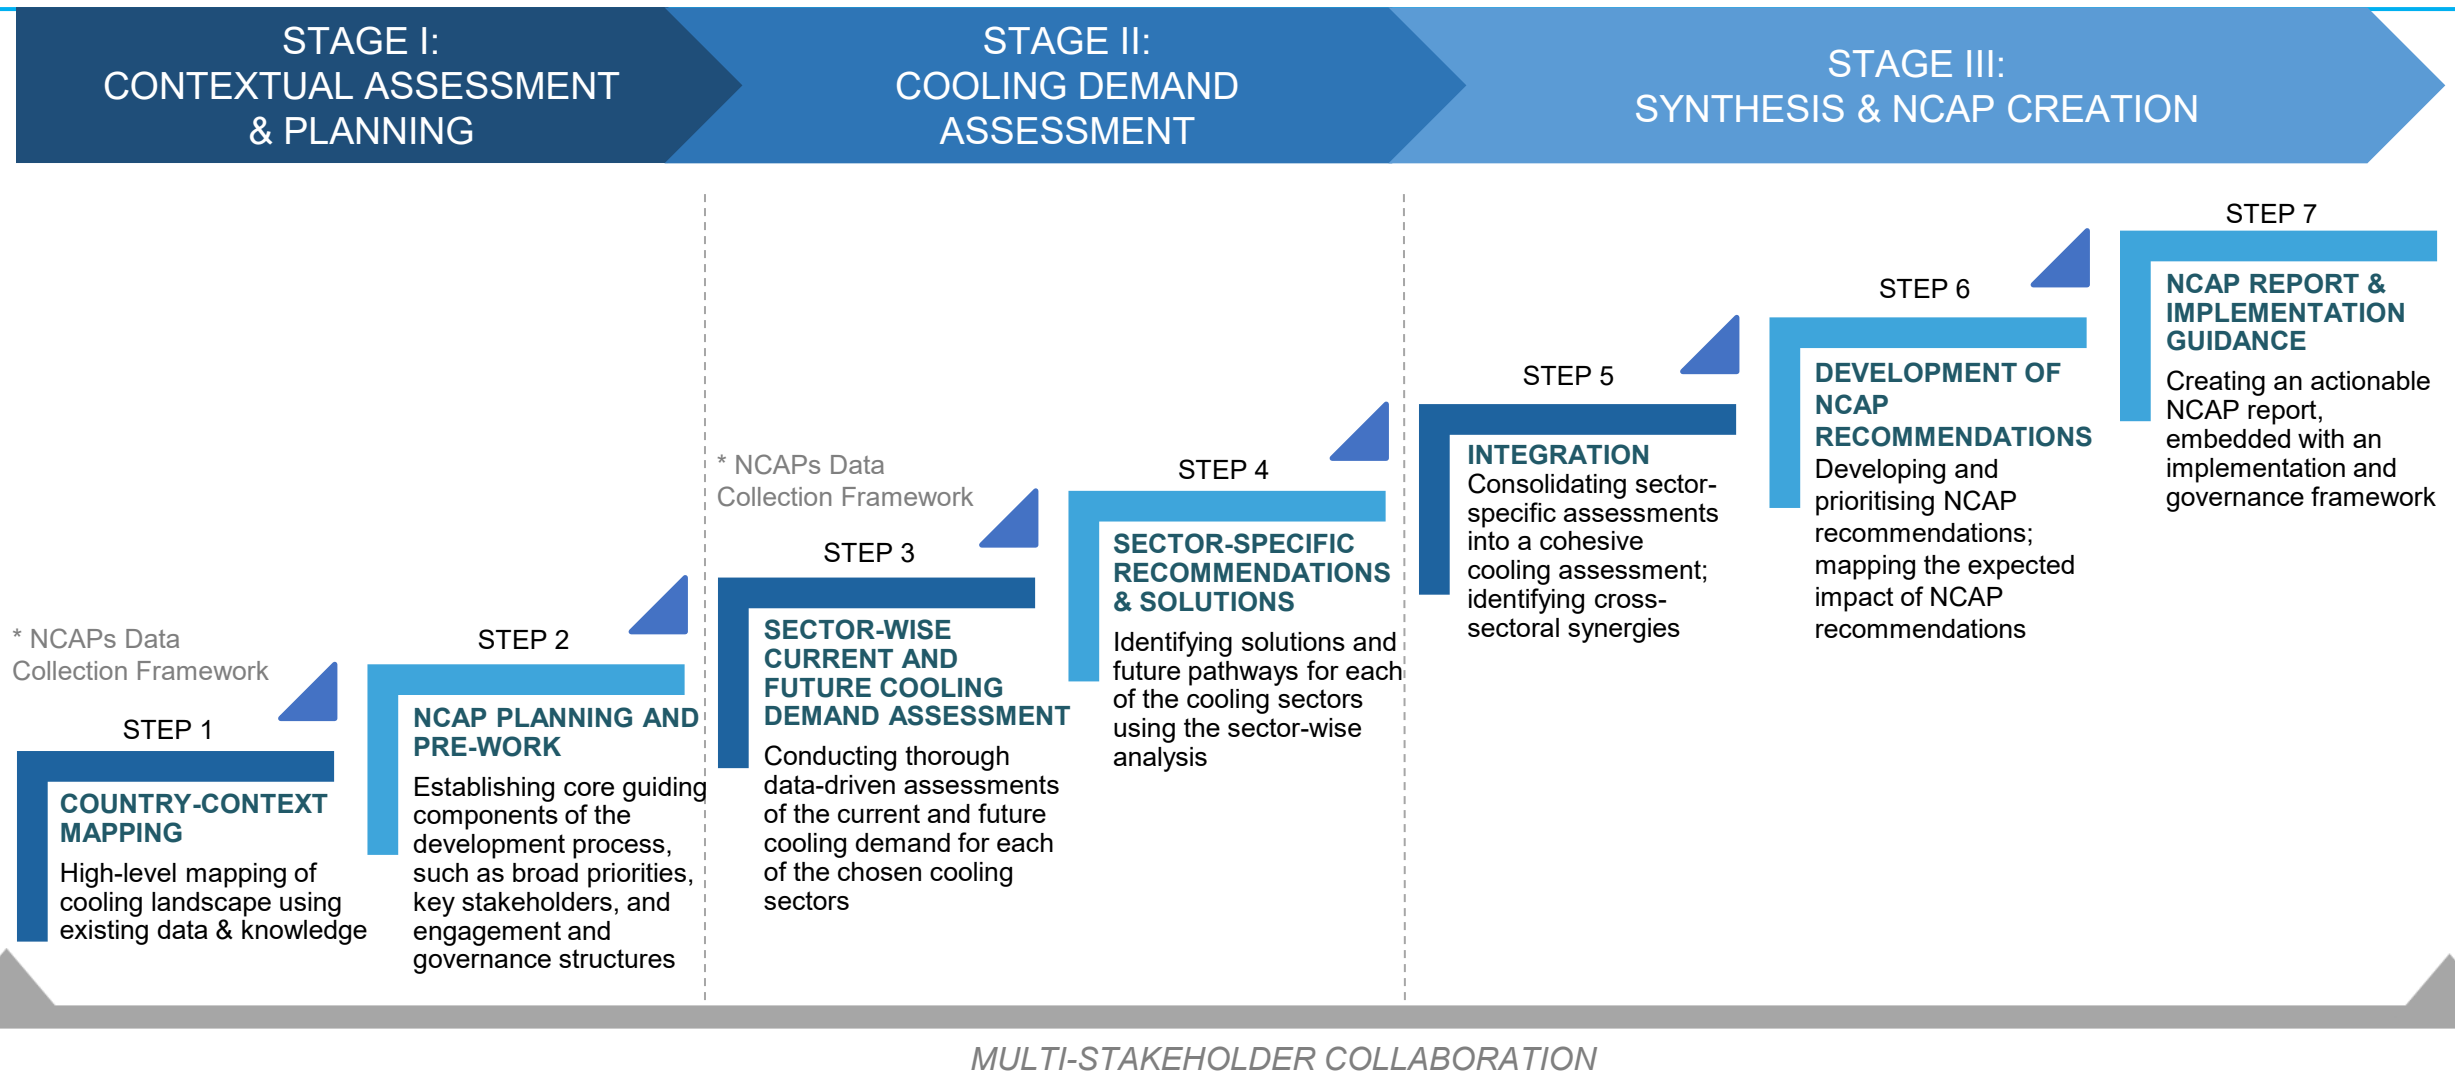 STAGE I:
CONTEXTUAL ASSESSMENT
& PLANNING
STAGE II:
COOLING DEMAND
ASSESSMENT
STAGE III:
SYNTHESIS & NCAP CREATION
* NCAPs Data
Collection Framework
STEP 1
COUNTRY-CONTEXT
MAPPING
High-level mapping of
cooling landscape using
existing data & knowledge
STEP 2
NCAP PLANNING AND
PRE-WORK
Establishing core guiding
components of the
development process,
such as broad priorities,
key stakeholders, and
engagement and
governance structures
* NCAPs Data
Collection Framework
STEP 3
SECTOR-WISE
CURRENT AND
FUTURE COOLING
DEMAND ASSESSMENT
Conducting thorough
data-driven assessments
of the current and future
cooling demand for each
of the chosen cooling
sectors
STEP 4
SECTOR-SPECIFIC
RECOMMENDATIONS
& SOLUTIONS
Identifying solutions and
future pathways for each
of the cooling sectors
using the sector-wise
analysis
STEP 5
INTEGRATION
Consolidating sector-
specific assessments
into a cohesive
cooling assessment;
identifying cross-
sectoral synergies
STEP 6
DEVELOPMENT OF
NCAP
RECOMMENDATIONS
Developing and
prioritising NCAP
recommendations;
mapping the expected
impact of NCAP
recommendations
STEP 7
NCAP REPORT &
IMPLEMENTATION
GUIDANCE
Creating an actionable
NCAP report,
embedded with an
implementation and
governance framework
MULTI-STAKEHOLDER COLLABORATION